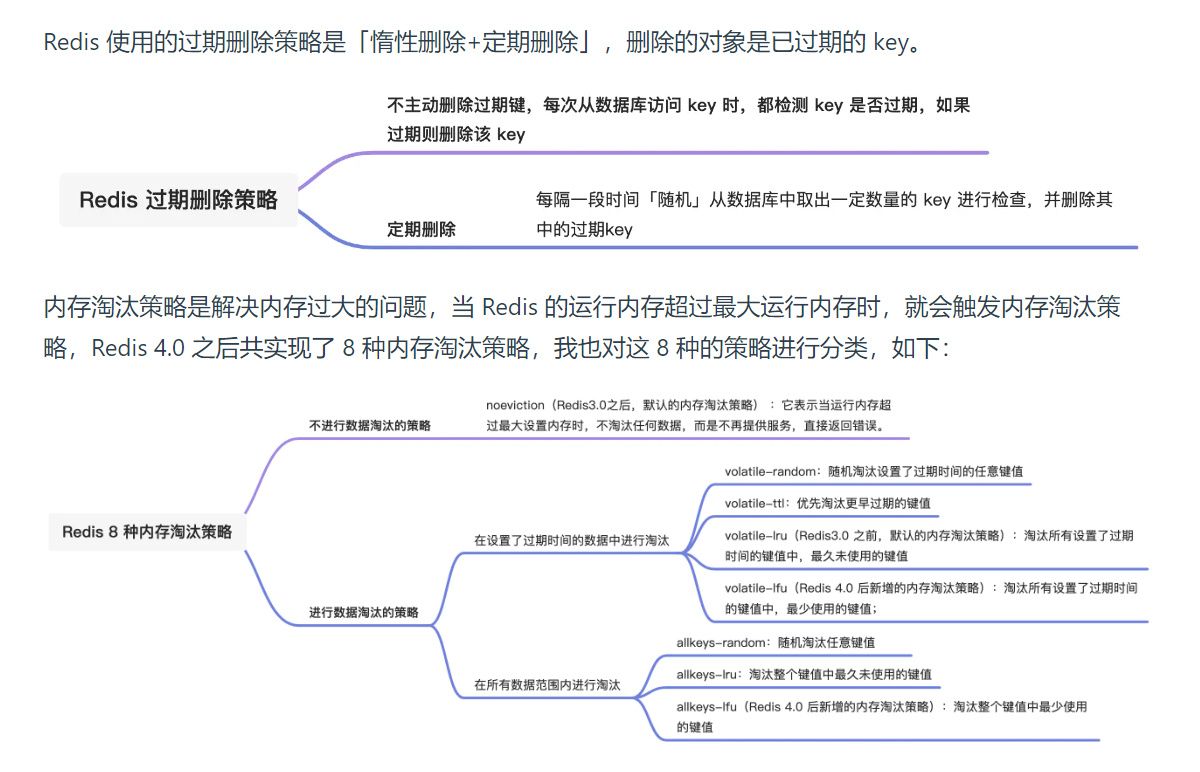 Redis 使用的过期删除策略是「惰性删除+定期删除」，删除的对象是已过期的 key。
不主动删除过期键，每次从数据库访问 key 时，都检测 key 是否过期，如果
过期则删除该 key
Redis 过期删除策略
每隔一段时间「随机」从数据库中取出一定数量的 key 进行检查，并删除其
中的过期key
定期删除
内存淘汰策略是解决内存过大的问题，当 Redis 的运行内存超过最大运行内存时，就会触发内存淘汰策
略，Redis 4.0 之后共实现了 8 种内存淘汰策略，我也对这 8 种的策略进行分类，如下：
不进行数据淘汰的策略
noeviction（Redis3.0之后，默认的内存淘汰策略）：它表示当运行内存超
过最大设置内存时，不淘汰任何数据，而是不再提供服务，直接返回错误。
Redis 8 种内存淘汰策略
进行数据淘汰的策略
在设置了过期时间的数据中进行淘汰
volatile-random：随机淘汰设置了过期时间的任意键值
volatile-ttl：优先淘汰更早过期的键值
volatile-lru（Redis3.0 之前，默认的内存淘汰策略）：淘汰所有设置了过期
时间的键值中，最久未使用的键值
volatile-lfu（Redis 4.0 后新增的内存淘汰策略）：淘汰所有设置了过期时间
的键值中，最少使用的键值；
在所有数据范围内进行淘汰
allkeys-random：随机淘汰任意键值
allkeys-lru：淘汰整个键值中最久未使用的键值
allkeys-lfu（Redis 4.0 后新增的内存淘汰策略）：淘汰整个键值中最少使用
的键值